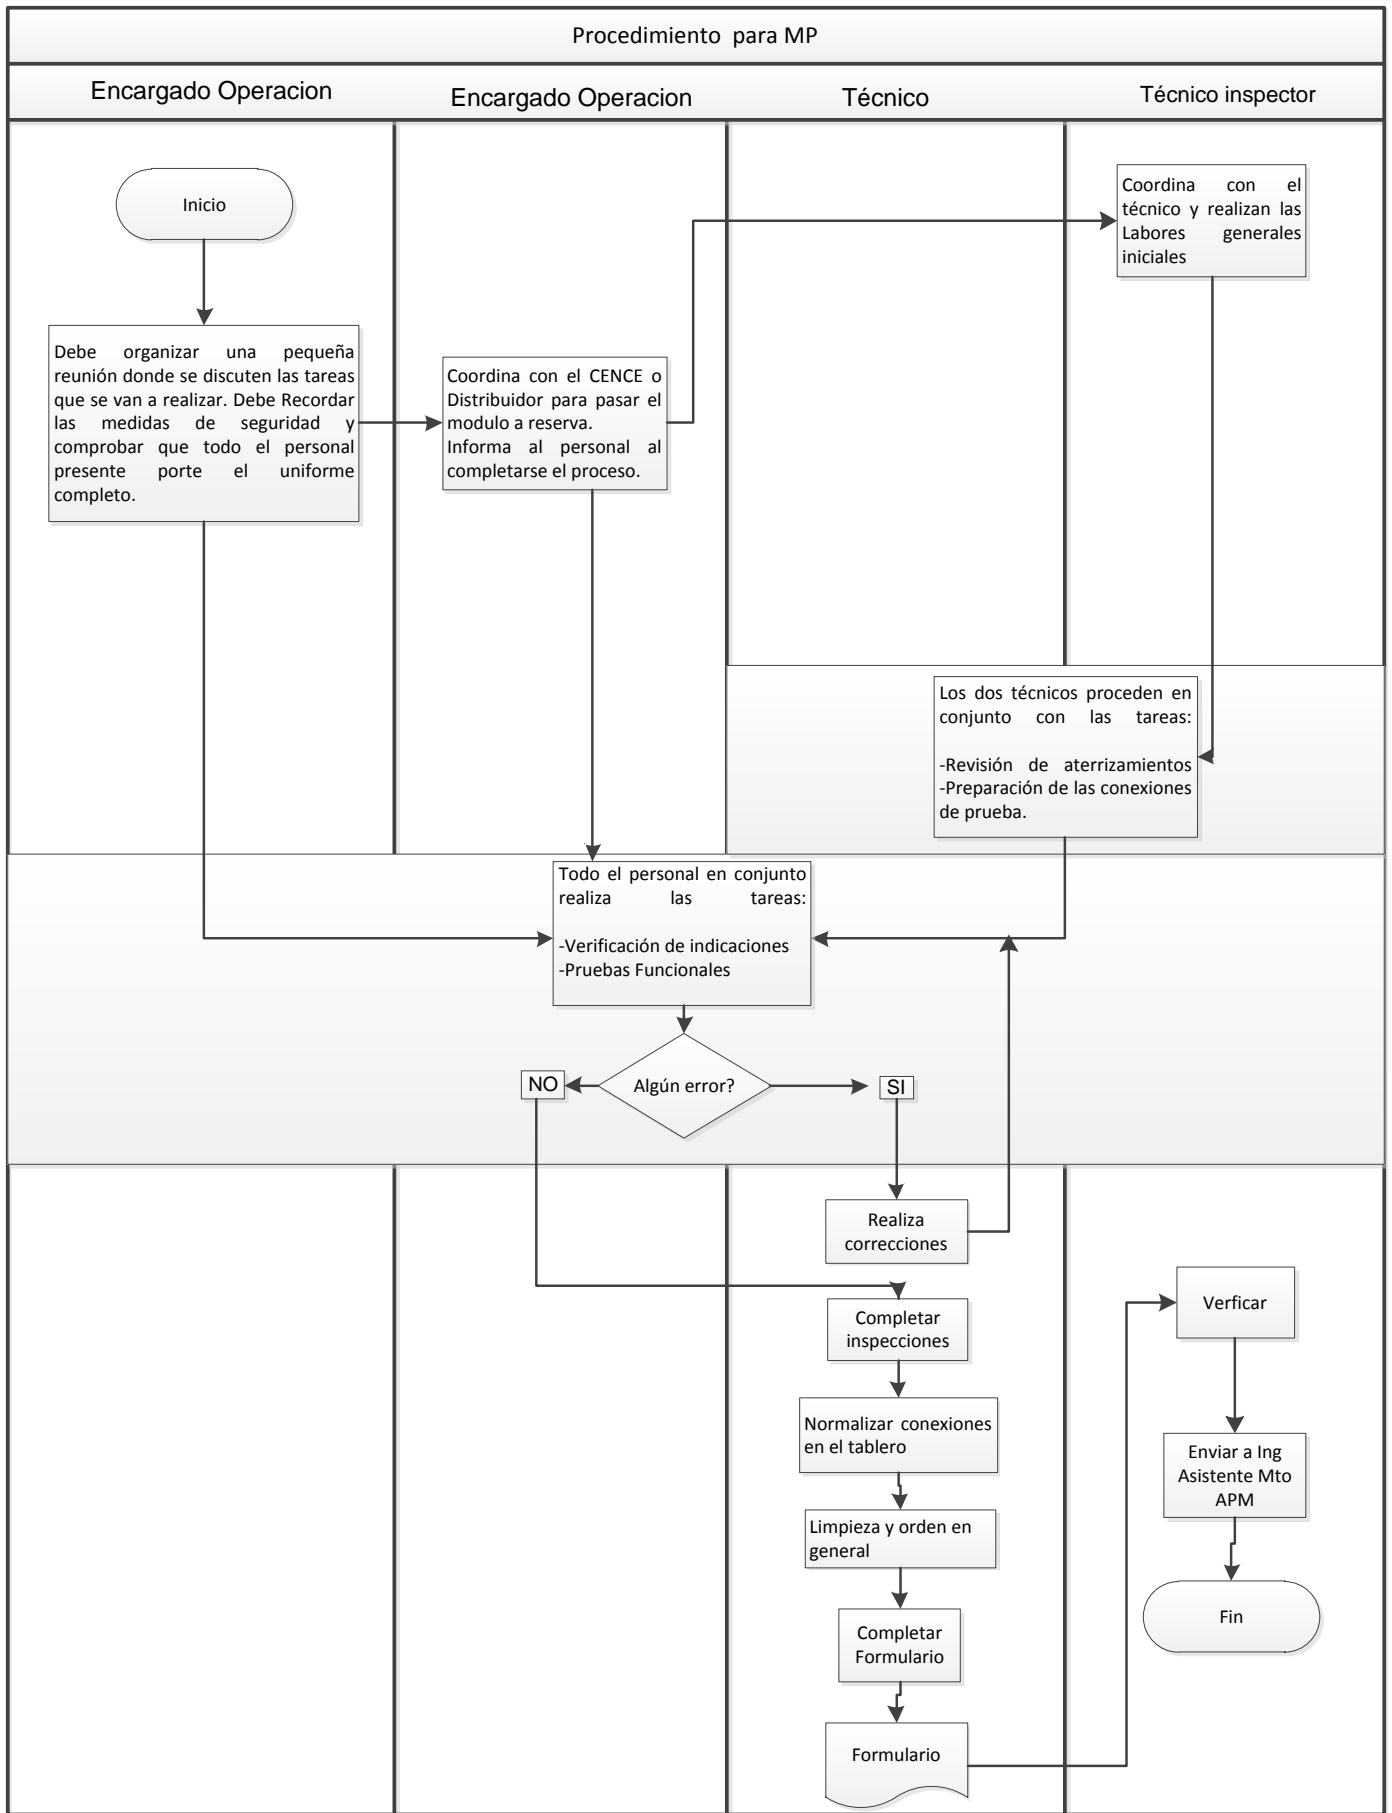 Procedimiento para MP
Encargado Operacion
Encargado Operacion
Técnico
Técnico inspector
Inicio
Coordina con el
técnico y realizan las
Labores generales
iniciales
Debe organizar una pequeña
reunión donde se discuten las tareas
que se van a realizar. Debe Recordar
las medidas de seguridad y
comprobar que todo el personal
presente porte el uniforme
completo.
Coordina con el CENCE o
Distribuidor para pasar el
modulo a reserva.
Informa al personal al
completarse el proceso.
Los dos técnicos proceden en
conjunto con las tareas:
-Revisión de aterrizamientos
-Preparación de las conexiones
de prueba.
Todo el personal en conjunto
realiza las tareas:
-Verificación de indicaciones
-Pruebas Funcionales
Algún error?
NO
SI
Realiza
correcciones
Completar
inspecciones
Normalizar conexiones
en el tablero
Limpieza y orden en
general
Completar
Formulario
Formulario
Verficar
Enviar a Ing
Asistente Mto
APM
Fin